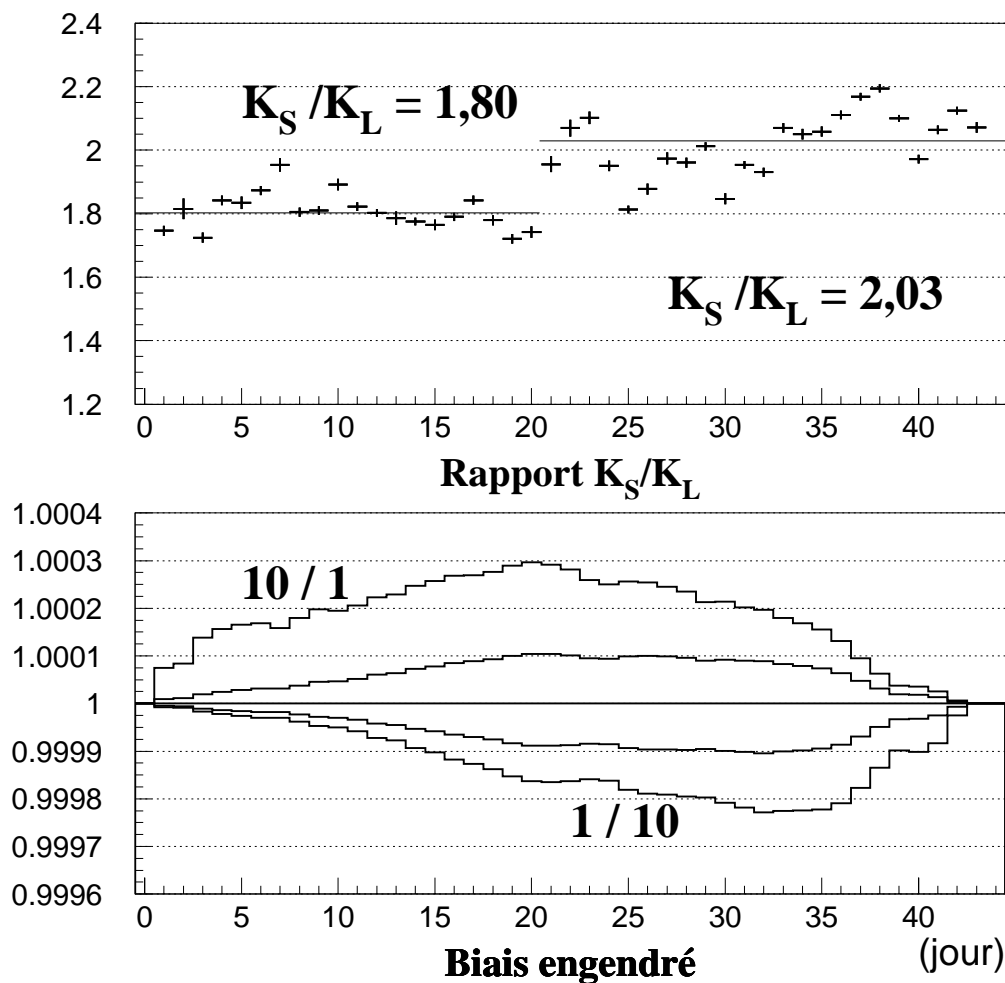 2.4
2.2
K_S /K_L = 1,80
2
1.8
1.6
K_S /K_L = 2,03
1.4
1.2
0 5 10 15 20 25 30 35 40
Rapport K_S/K_L
1.0004
1.0003
10 / 1
1.0002
1.0001
1
0.9999
0.9998
1 / 10
0.9997
0.9996
0 5 10 15 20 25 30 35 40
(jour)
Biais engendré